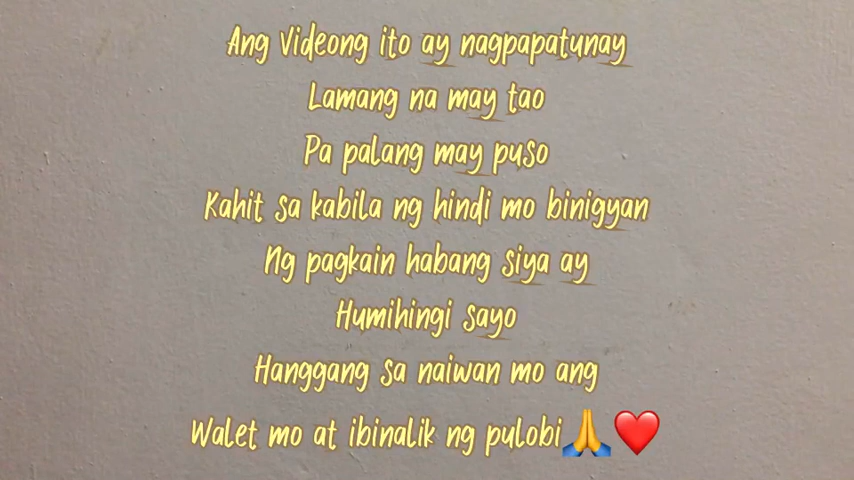 Ang Videong ito ay nagpapatunay
Lamang na may tao
Pa palang may puso
Kahit sa kabila ng hindi mo binigyan
Ng pagkain habang siya ay
Humihingi sayo
Hanggang sa naiwan mo ang
Walet mo at ibinalik ng pulobi🙏❤️